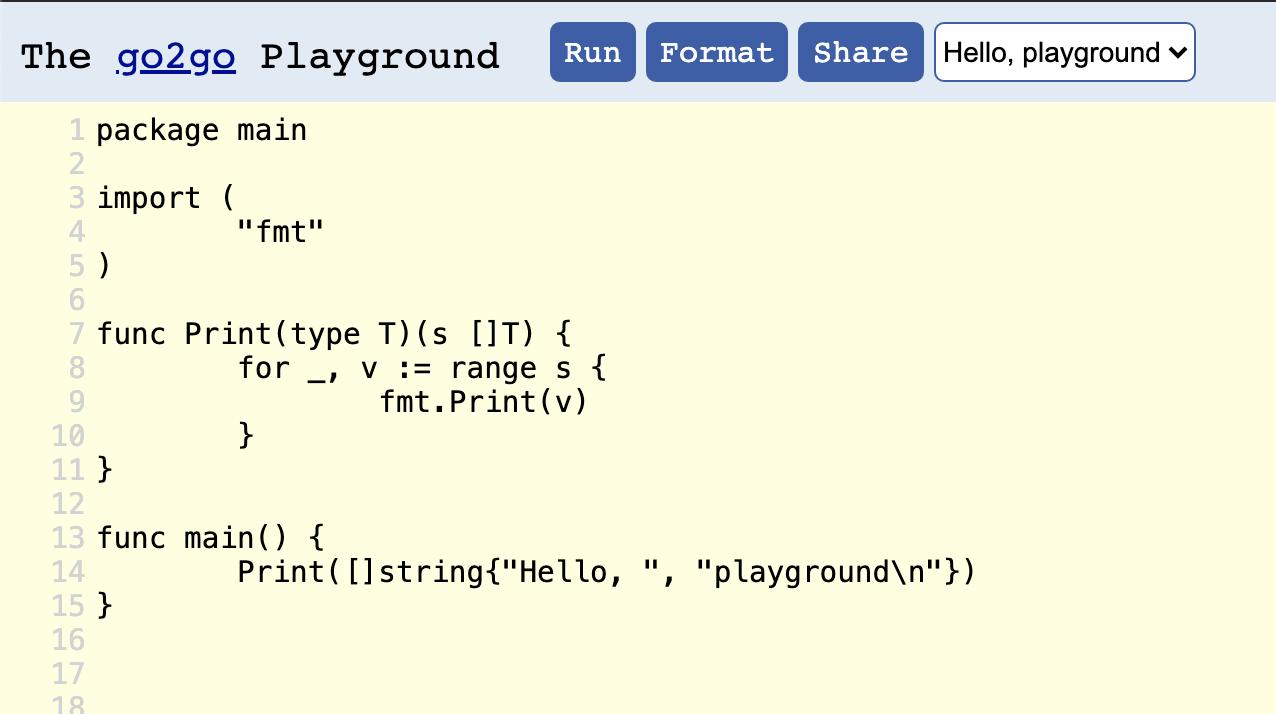 The go2go Playground Run Format Share Hello, playground
1 package main
2
3 import (
4         "fmt"
5 )
6
7 func Print(type T)(s []T) {
8         for _, v := range s {
9                 fmt.Print(v)
10         }
11 }
12
13 func main() {
14         Print([]string{"Hello, ", "playground\n"})
15 }
16
17
18